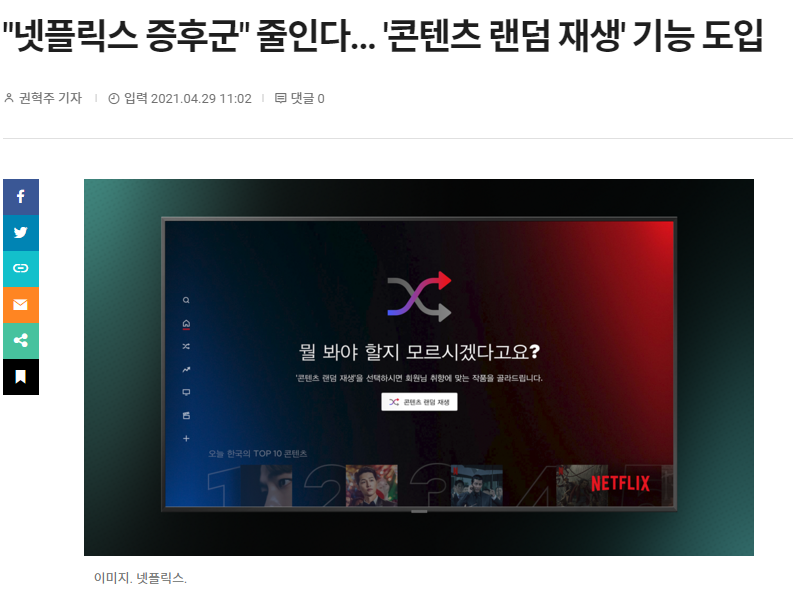 "넷플릭스 증후군" 줄인다... '콘텐츠 랜덤 재생' 기능 도입
권혁주 기자 입력 2021.04.29 11:02 댓글 0
뭘 봐야 할지 모르시겠다고요?
'콘텐츠 랜덤 재생'을 선택하시면 회원님 취향에 맞는 작품을 골라드립니다.
콘텐츠 랜덤 재생
오늘 한국의 TOP 10 콘텐츠
1 2 3 4 5
NETFLIX
이미지. 넷플릭스.